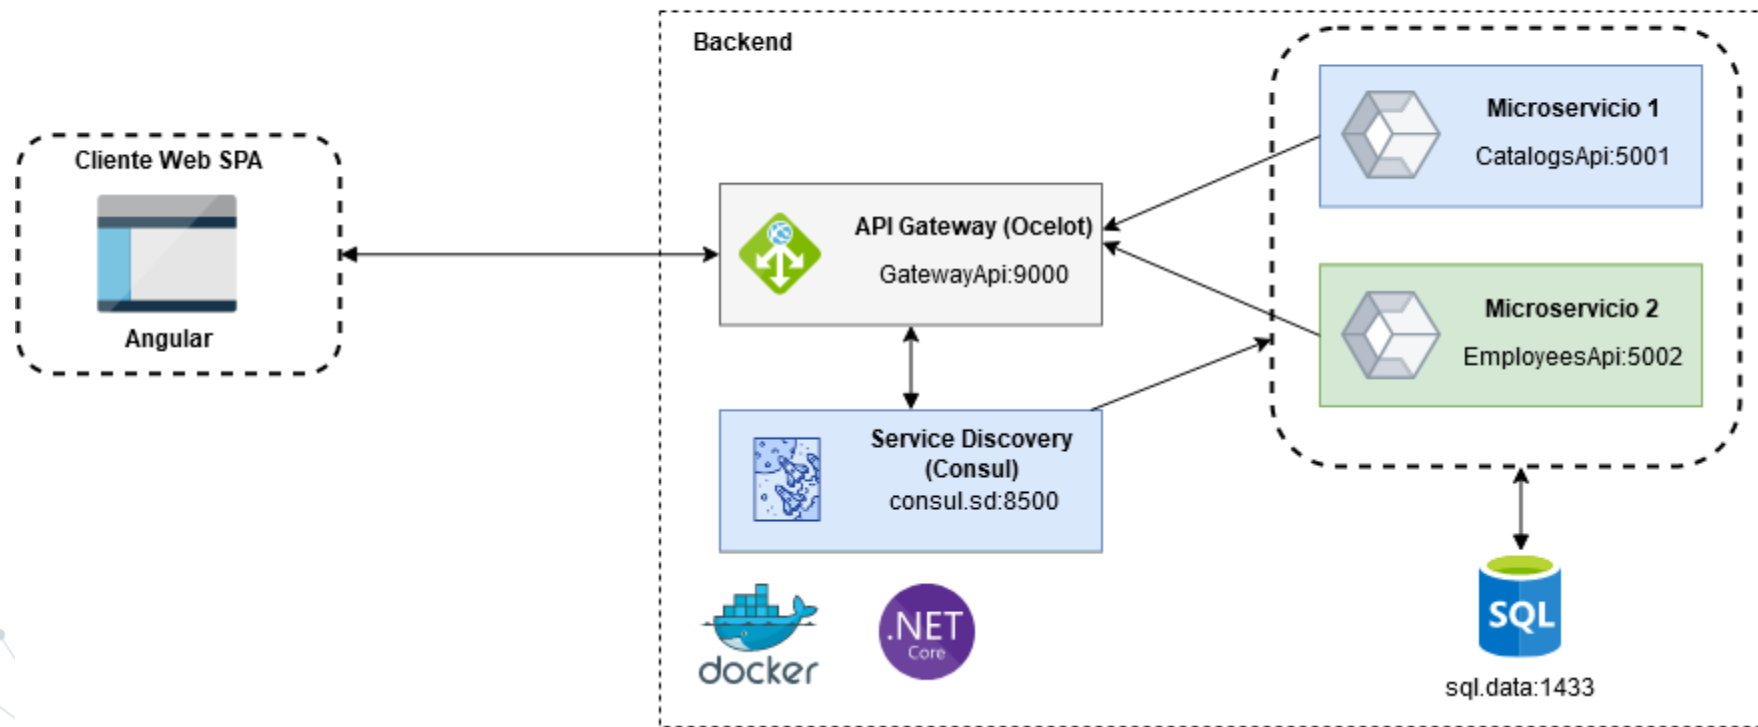 Backend
Cliente Web SPA
Angular
API Gateway (Ocelot)
GatewayApi:9000
Service Discovery
(Consul)
consul.sd:8500
Microservicio 1
CatalogsApi:5001
Microservicio 2
EmployeesApi:5002
docker
.NET
Core
SQL
sql.data:1433